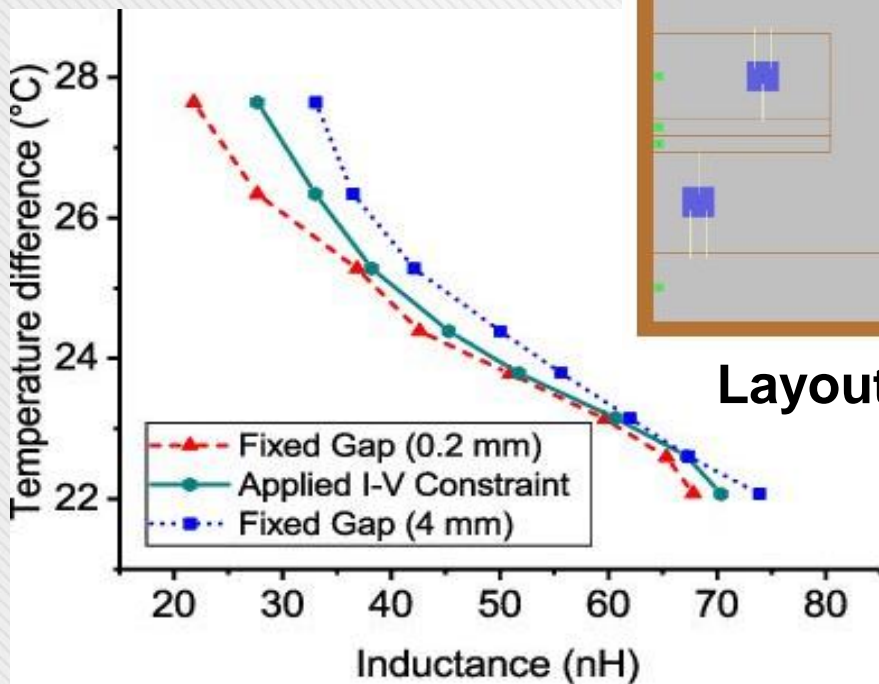 Temperature difference (°C)
28
26
24
22
Fixed Gap (0.2 mm)
Applied I-V Constraint
Fixed Gap (4 mm)
20 30 40 50 60 70 80
Inductance (nH)
Layout